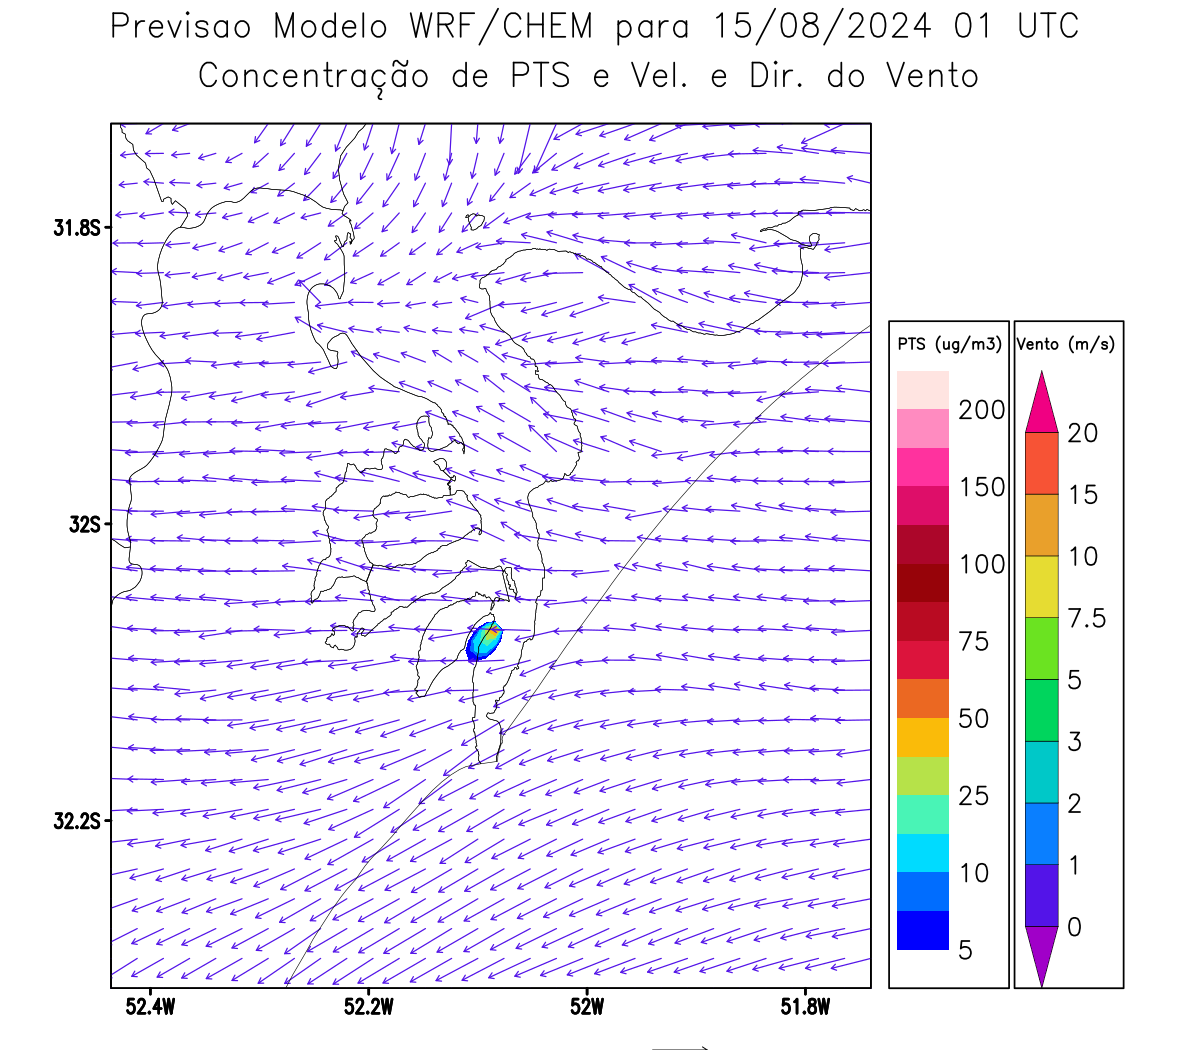 Previsao Modelo WRF/CHEM para 15/08/2024 01 UTC
Concentração de PTS e Vel. e Dir. do Vento
31.8S
32S
32.2S
52.4W 52.2W 52W 51.8W
PTS (ug/m3)
200
150
100
75
50
25
10
5
Vento (m/s)
20
15
10
7.5
5
3
2
1
0